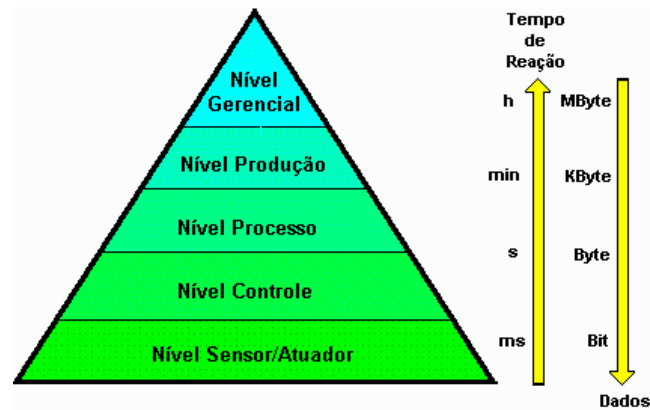 Nível
Gerencial
Nível Produção
Nível Processo
Nível Controle
Nível Sensor/Atuador
Tempo
de
Reação
h
MByte
min
KByte
s
Byte
ms
Bit
Dados